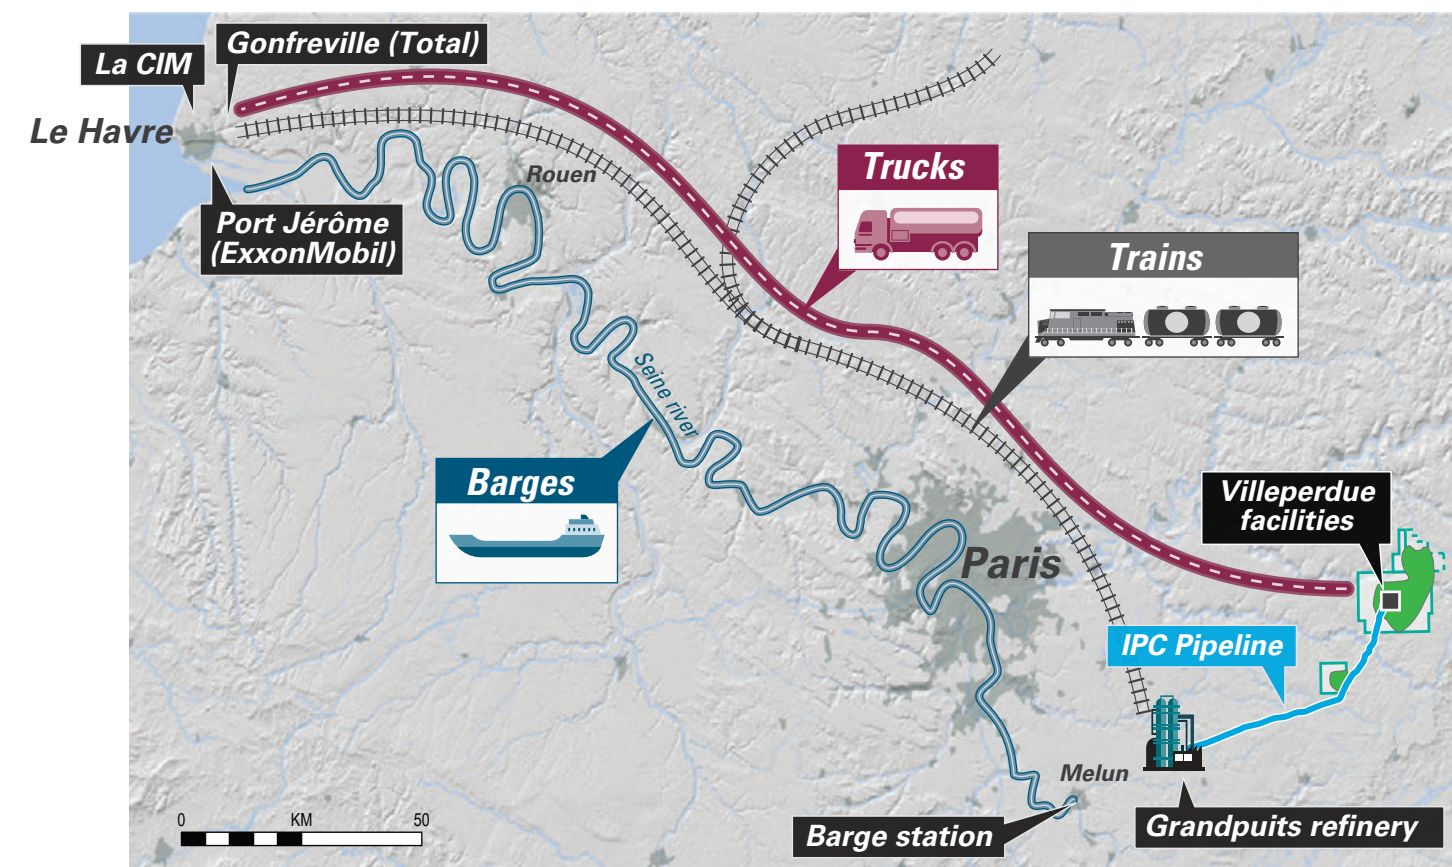 Gonfreville (Total)
La CIM
Le Havre
Rouen
Port Jérôme
(ExxonMobil)
Trucks
Trains
Seine river
Barges
Villeperdue
facilities
Paris
IPC Pipeline
Melun
0 KM 50
Barge station
Grandpuits refinery